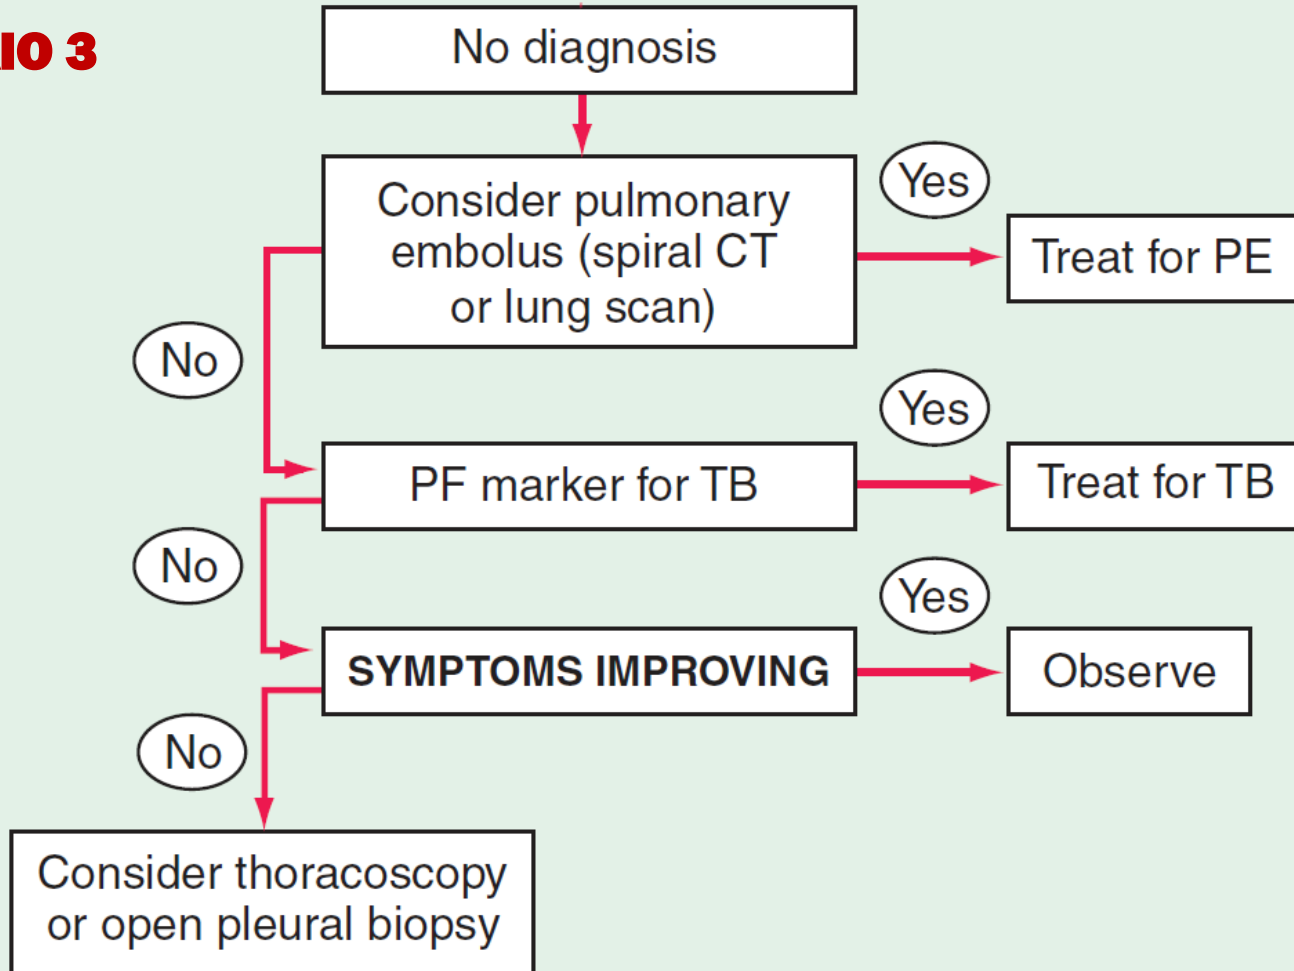 IO 3
No diagnosis
Consider pulmonary
embolus (spiral CT
or lung scan)
Yes
Treat for PE
No
PF marker for TB
Yes
Treat for TB
No
SYMPTOMS IMPROVING
Yes
Observe
No
Consider thoracoscopy
or open pleural biopsy